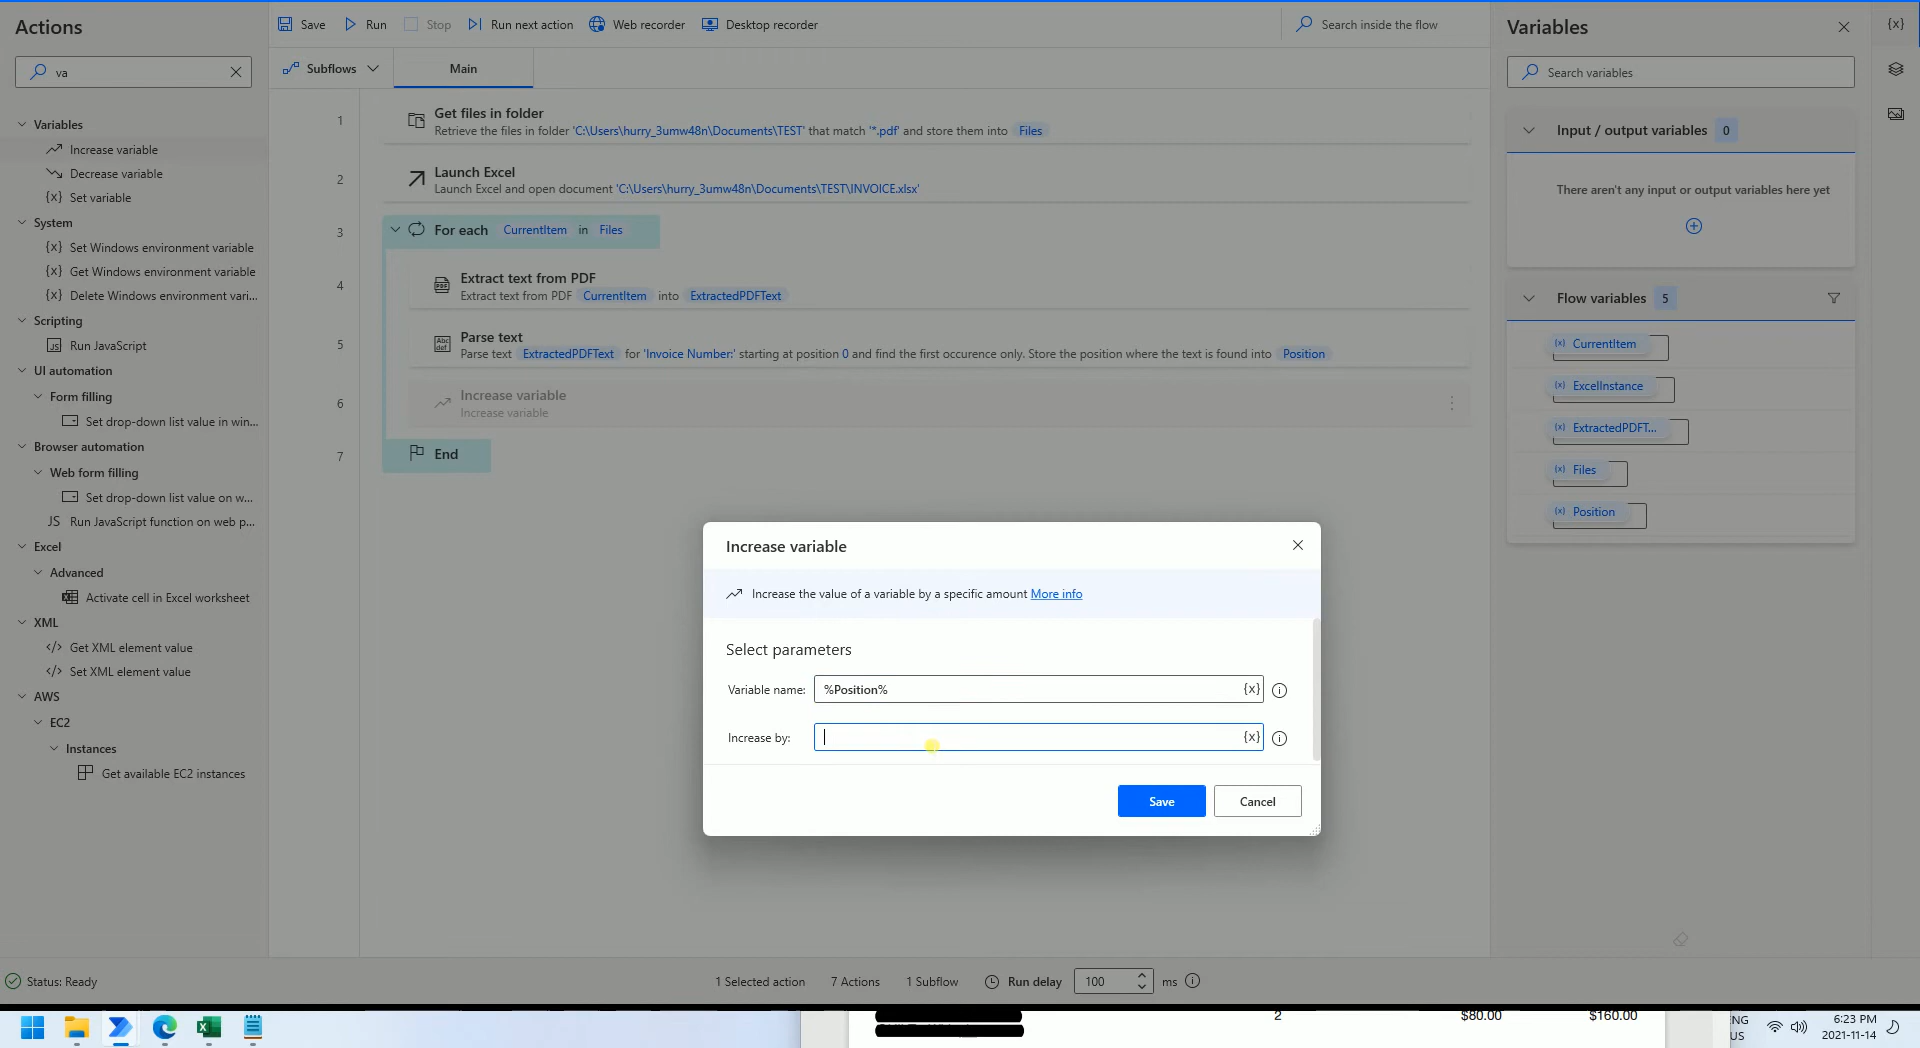 Actions
va
Variables
Increase variable
Decrease variable
{x} Set variable
System
{x} Set Windows environment variable
{x} Get Windows environment variable
{x} Delete Windows environment vari...
Scripting
JS Run JavaScript
UI automation
Form filling
Set drop-down list value in win...
Browser automation
Web form filling
Set drop-down list value on w...
JS Run JavaScript function on web p...
Excel
Advanced
Activate cell in Excel worksheet
XML
</> Get XML element value
</> Set XML element value
AWS
EC2
Instances
Get available EC2 instances
Save Run Stop Run next action Web recorder Desktop recorder Search inside the flow
Subflows Main
1 Get files in folder
Retrieve the files in folder 'C:\Users\hurry_3umw48n\Documents\TEST' that match '*.pdf' and store them into Files
2 Launch Excel
Launch Excel and open document 'C:\Users\hurry_3umw48n\Documents\TEST\INVOICE.xlsx'
3 For each CurrentItem in Files
4 PDF Extract text from PDF
Extract text from PDF CurrentItem into ExtractedPDFText
5 Abc def Parse text
Parse text ExtractedPDFText for 'Invoice Number:' starting at position 0 and find the first occurence only. Store the position where the text is found into Position
6 Increase variable
Increase variable
7 End
Increase variable
Increase the value of a variable by a specific amount More info
Select parameters
Variable name: %Position% {x}
Increase by: {x}
Save Cancel
Variables {x}
Search variables
Input / output variables 0
There aren't any input or output variables here yet
Flow variables 5
{x} CurrentItem
{x} ExcelInstance
{x} ExtractedPDFT...
{x} Files
{x} Position
Status: Ready 1 Selected action 7 Actions 1 Subflow Run delay 100 ms
2 $80.00 $160.00
ENG
US
6:23 PM
2021-11-14